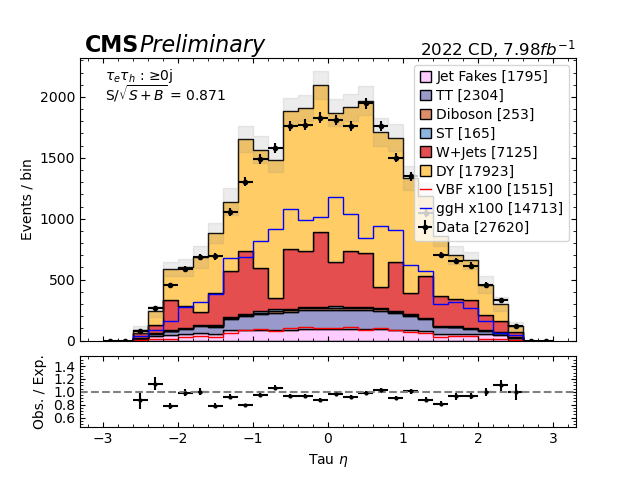 CMS Preliminary
2022 CD, 7.98fb⁻¹
τₑτₕ : ≥0j
S/√S + B = 0.871
Jet Fakes [1795]
TT [2304]
Diboson [253]
ST [165]
W+Jets [7125]
DY [17923]
VBF x100 [1515]
ggH x100 [14713]
Data [27620]
Events / bin
2000
1500
1000
500
0
Obs. / Exp.
1.4
1.2
1.0
0.8
0.6
−3 −2 −1 0 1 2 3
Tau η